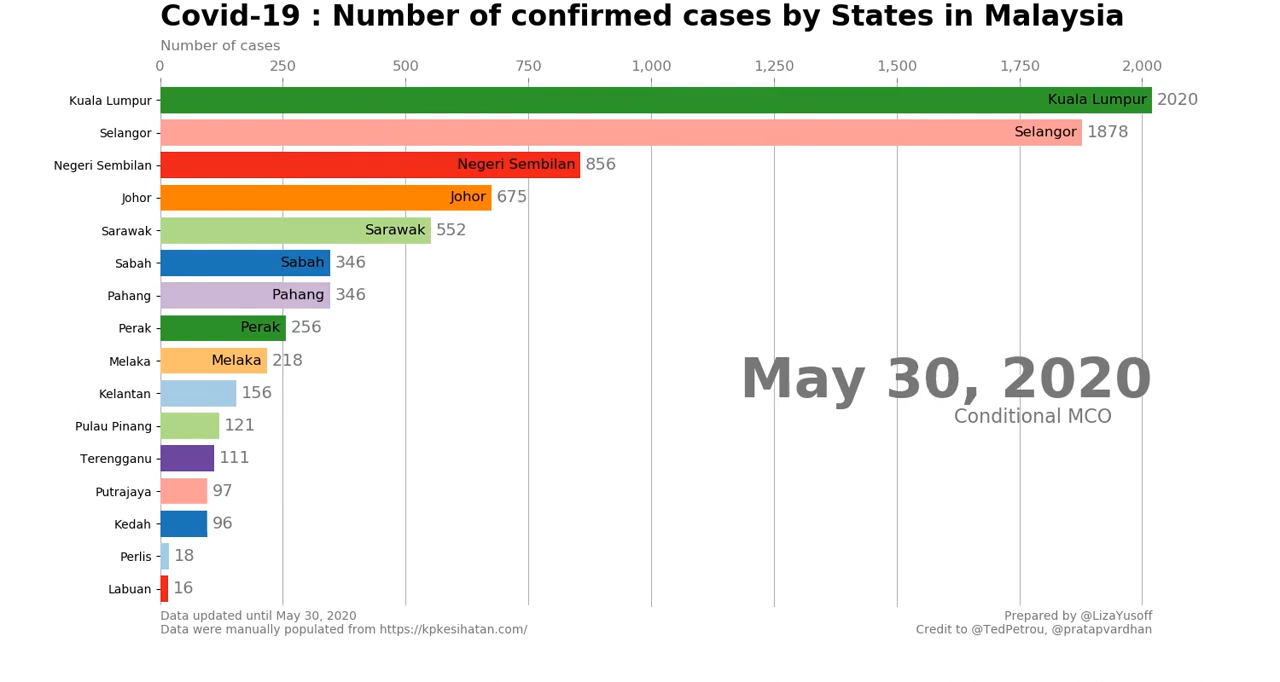 Covid-19 : Number of confirmed cases by States in Malaysia
Number of cases
0 250 500 750 1,000 1,250 1,500 1,750 2,000
Kuala Lumpur Kuala Lumpur 2020
Selangor Selangor 1878
Negeri Sembilan Negeri Sembilan 856
Johor Johor 675
Sarawak Sarawak 552
Sabah Sabah 346
Pahang Pahang 346
Perak Perak 256
Melaka Melaka 218
Kelantan 156
Pulau Pinang 121
Terengganu 111
Putrajaya 97
Kedah 96
Perlis 18
Labuan 16
May 30, 2020
Conditional MCO
Data updated until May 30, 2020
Data were manually populated from https://kpkesihatan.com/
Prepared by @LizaYusoff
Credit to @TedPetrou, @pratapvardhan